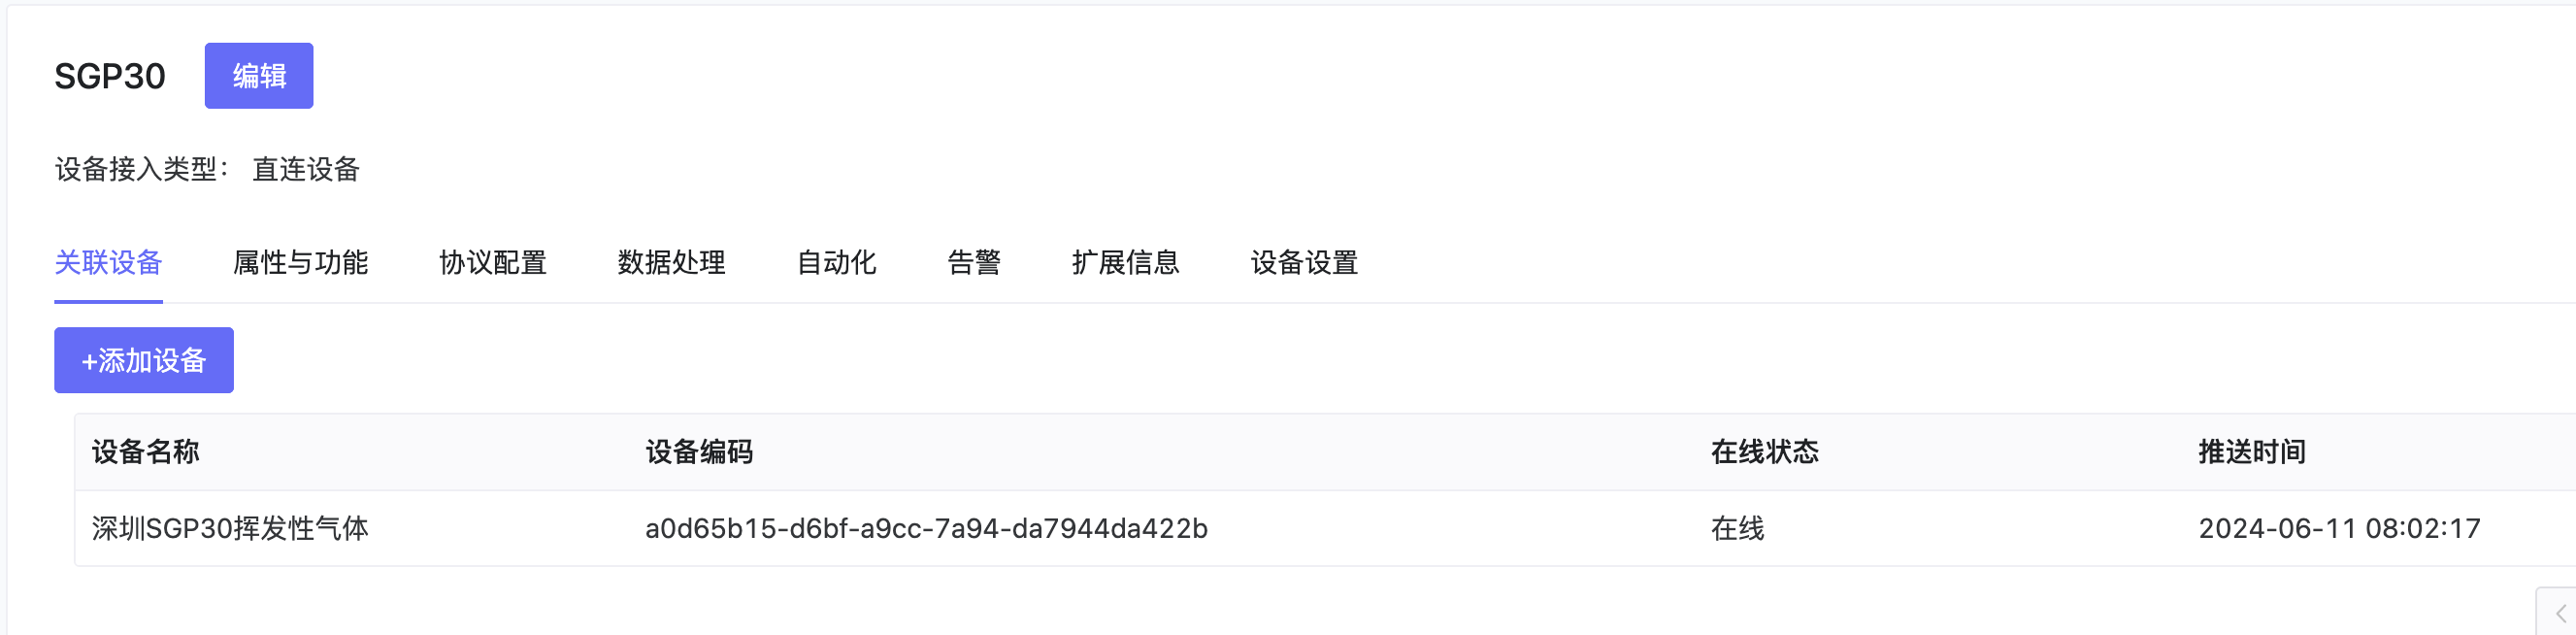 SGP30 编辑
设备接入类型： 直连设备
关联设备 属性与功能 协议配置 数据处理 自动化 告警 扩展信息 设备设置
+添加设备
设备名称 设备编码 在线状态 推送时间
深圳SGP30挥发性气体 a0d65b15-d6bf-a9cc-7a94-da7944da422b 在线 2024-06-11 08:02:17